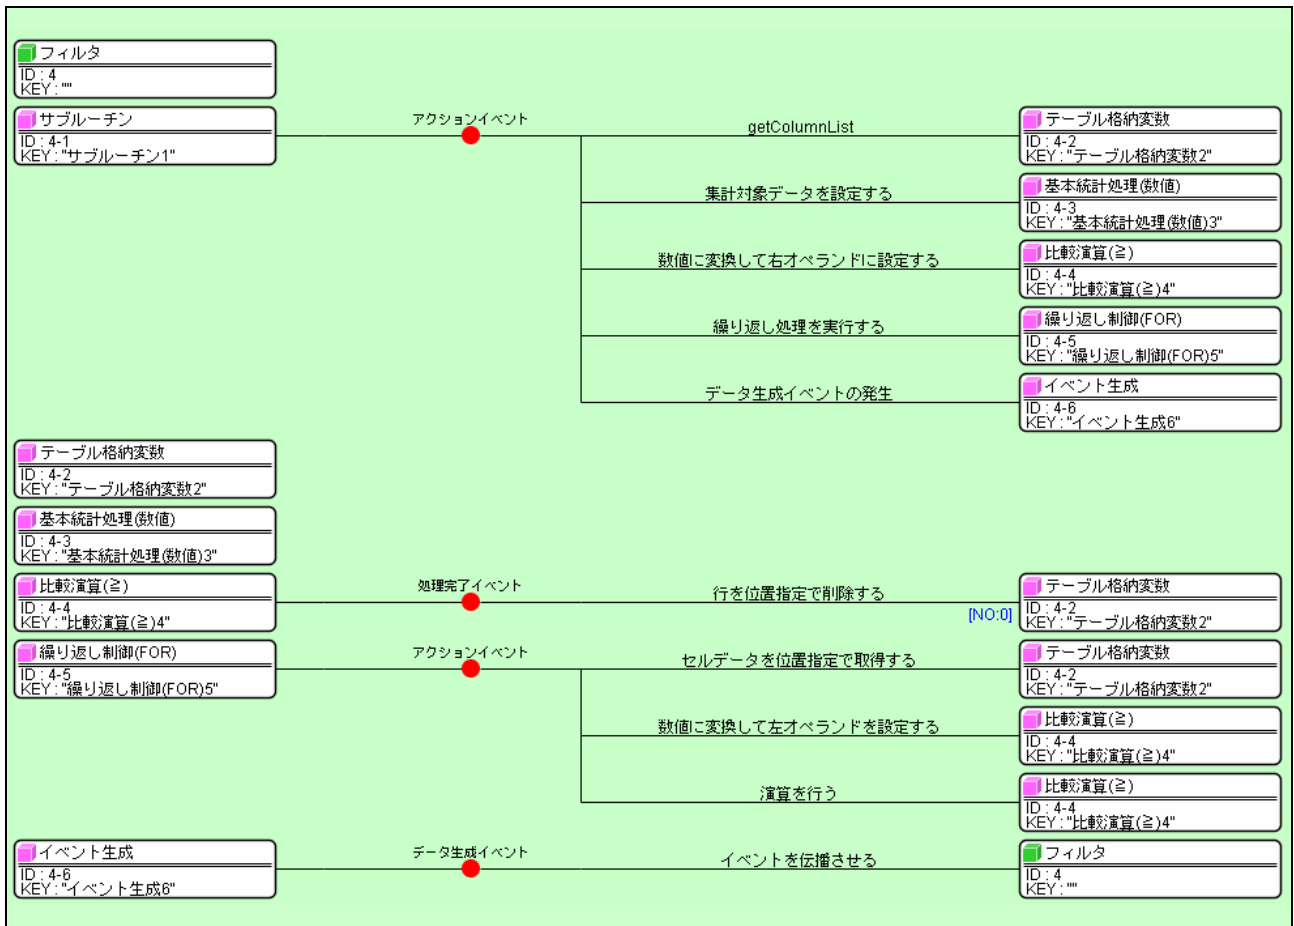 フィルタ
ID : 4
KEY : ""
サブルーチン
ID : 4-1
KEY : "サブルーチン1"
アクションイベント
getColumnList
テーブル格納変数
ID : 4-2
KEY : "テーブル格納変数2"
集計対象データを設定する
基本統計処理(数値)
ID : 4-3
KEY : "基本統計処理(数値)3"
数値に変換して右オペランドに設定する
比較演算(≧)
ID : 4-4
KEY : "比較演算(≧)4"
繰り返し処理を実行する
繰り返し制御(FOR)
ID : 4-5
KEY : "繰り返し制御(FOR)5"
データ生成イベントの発生
イベント生成
ID : 4-6
KEY : "イベント生成6"
テーブル格納変数
ID : 4-2
KEY : "テーブル格納変数2"
基本統計処理(数値)
ID : 4-3
KEY : "基本統計処理(数値)3"
比較演算(≧)
ID : 4-4
KEY : "比較演算(≧)4"
処理完了イベント
行を位置指定で削除する
[NO:0]
テーブル格納変数
ID : 4-2
KEY : "テーブル格納変数2"
繰り返し制御(FOR)
ID : 4-5
KEY : "繰り返し制御(FOR)5"
アクションイベント
セルデータを位置指定で取得する
テーブル格納変数
ID : 4-2
KEY : "テーブル格納変数2"
数値に変換して左オペランドを設定する
比較演算(≧)
ID : 4-4
KEY : "比較演算(≧)4"
演算を行う
比較演算(≧)
ID : 4-4
KEY : "比較演算(≧)4"
イベント生成
ID : 4-6
KEY : "イベント生成6"
データ生成イベント
イベントを伝播させる
フィルタ
ID : 4
KEY : ""